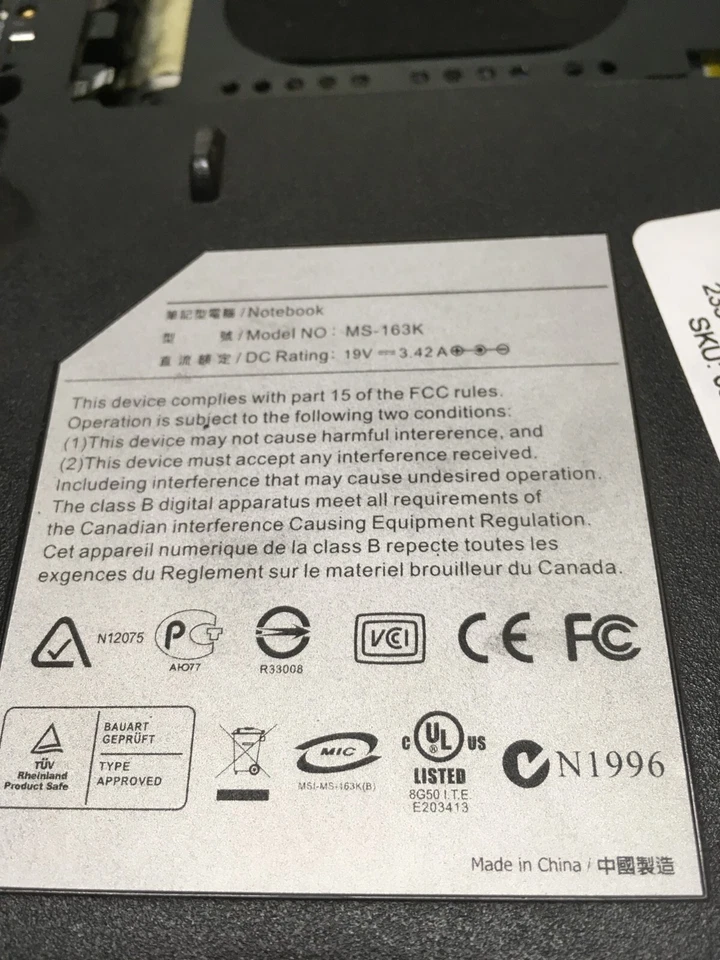 筆記型電腦 / Notebook
型 號 / Model NO : MS-163K
直 流 額 定 / DC Rating: 19V ⎓ 3.42 A
This device complies with part 15 of the FCC rules.
Operation is subject to the following two conditions:
(1)This device may not cause harmful intererence, and
(2)This device must accept any interference received.
Includeing interference that may cause undesired operation.
The class B digital apparatus meet all requirements of
the Canadian interference Causing Equipment Regulation.
Cet appareil numerique de la class B repecte toutes les
exgences du Reglement sur le materiel brouilleur du Canada.
N12075
PCT
AIO77
R33008
VCI
CE
FC
TÜV
Rheinland
Product Safe
BAUART
GEPRÜFT
TYPE
APPROVED
MIC
MSI-MS-163K(B)
c UL US
®
LISTED
8G50 I.T.E.
E203413
N1996
Made in China / 中國製造
SKU: